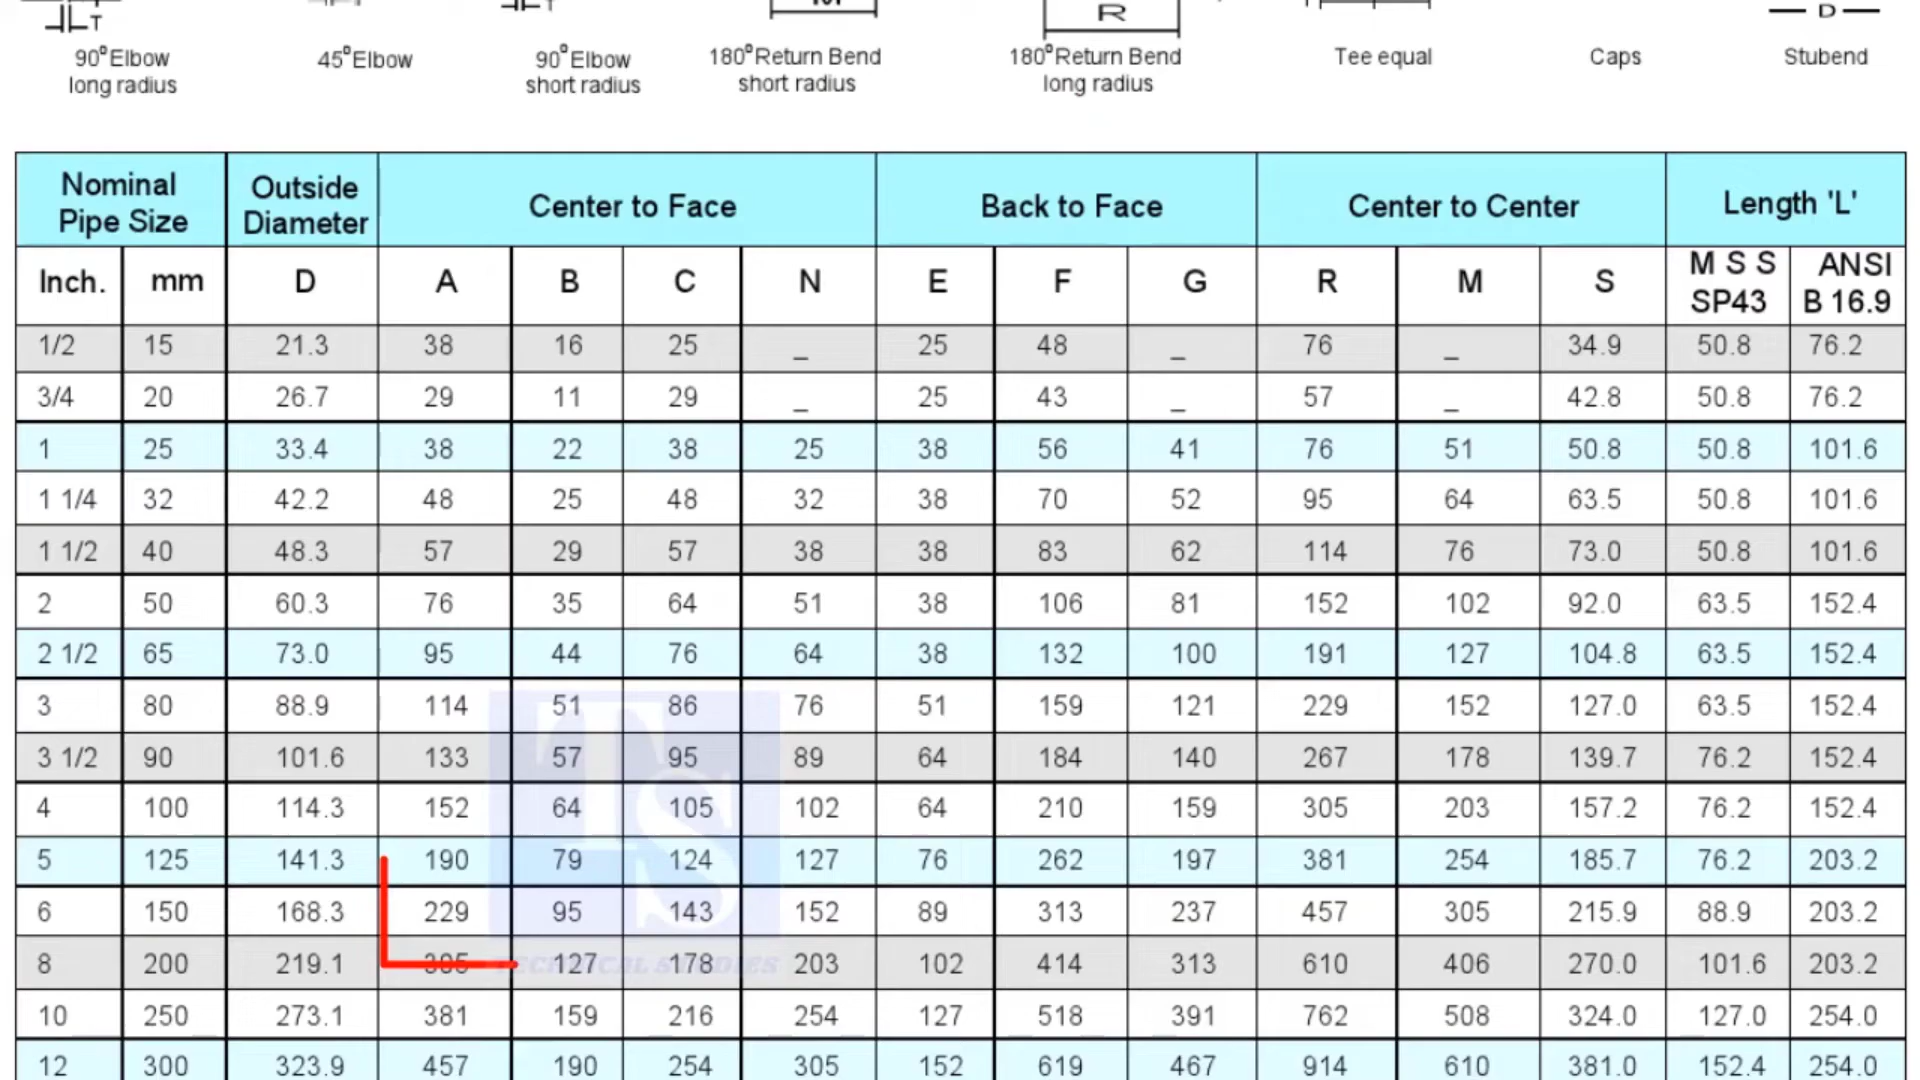 T
T
M
R
D
90°Elbow
long radius
45°Elbow
90°Elbow
short radius
180°Return Bend
short radius
180°Return Bend
long radius
Tee equal
Caps
Stubend
Nominal Pipe Size Outside Diameter Center to Face Back to Face Center to Center Length 'L'
Inch. mm D A B C N E F G R M S M S S SP43 ANSI B 16.9
1/2 15 21.3 38 16 25 _ 25 48 _ 76 _ 34.9 50.8 76.2
3/4 20 26.7 29 11 29 _ 25 43 _ 57 _ 42.8 50.8 76.2
1 25 33.4 38 22 38 25 38 56 41 76 51 50.8 50.8 101.6
1 1/4 32 42.2 48 25 48 32 38 70 52 95 64 63.5 50.8 101.6
1 1/2 40 48.3 57 29 57 38 38 83 62 114 76 73.0 50.8 101.6
2 50 60.3 76 35 64 51 38 106 81 152 102 92.0 63.5 152.4
2 1/2 65 73.0 95 44 76 64 38 132 100 191 127 104.8 63.5 152.4
3 80 88.9 114 51 86 76 51 159 121 229 152 127.0 63.5 152.4
3 1/2 90 101.6 133 57 95 89 64 184 140 267 178 139.7 76.2 152.4
4 100 114.3 152 64 105 102 64 210 159 305 203 157.2 76.2 152.4
5 125 141.3 190 79 124 127 76 262 197 381 254 185.7 76.2 203.2
6 150 168.3 229 95 143 152 89 313 237 457 305 215.9 88.9 203.2
8 200 219.1 127 178 203 102 414 313 610 406 270.0 101.6 203.2
10 250 273.1 381 159 216 254 127 518 391 762 508 324.0 127.0 254.0
12 300 323.9 457 190 254 305 152 619 467 914 610 381.0 152.4 254.0
TS
TECHNICAL STUDIES